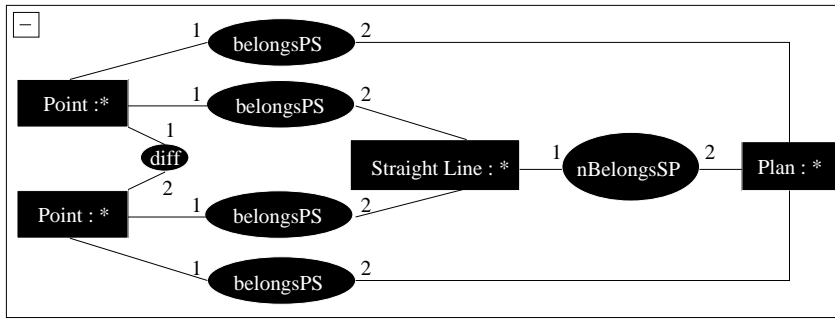 −
1 belongsPS 2
Point :* 1 belongsPS 2
1
diff
2
Straight Line : * 1 nBelongsSP 2 Plan : *
Point : * 1 belongsPS 2
1 belongsPS 2